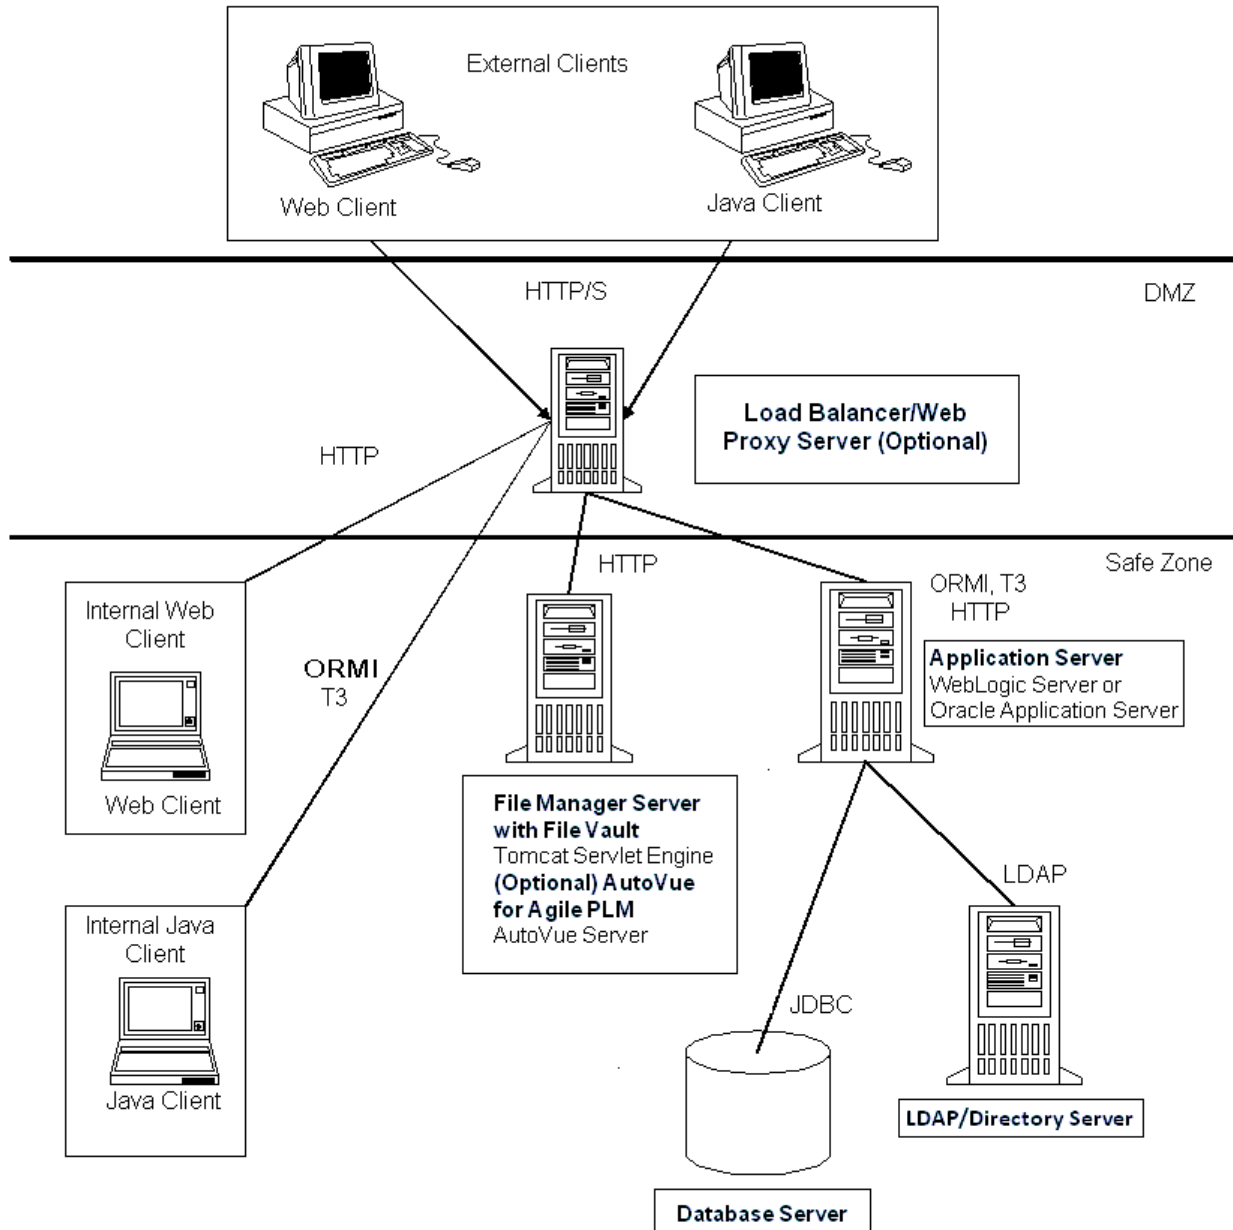 External Clients
Web Client
Java Client
HTTP/S
DMZ
Load Balancer/Web
Proxy Server (Optional)
HTTP
Safe Zone
HTTP
ORMI, T3
HTTP
Internal Web
Client
Web Client
ORMI
T3
Application Server
WebLogic Server or
Oracle Application Server
File Manager Server
with File Vault
Tomcat Servlet Engine
(Optional) AutoVue
for Agile PLM
AutoVue Server
LDAP
Internal Java
Client
Java Client
JDBC
LDAP/Directory Server
Database Server